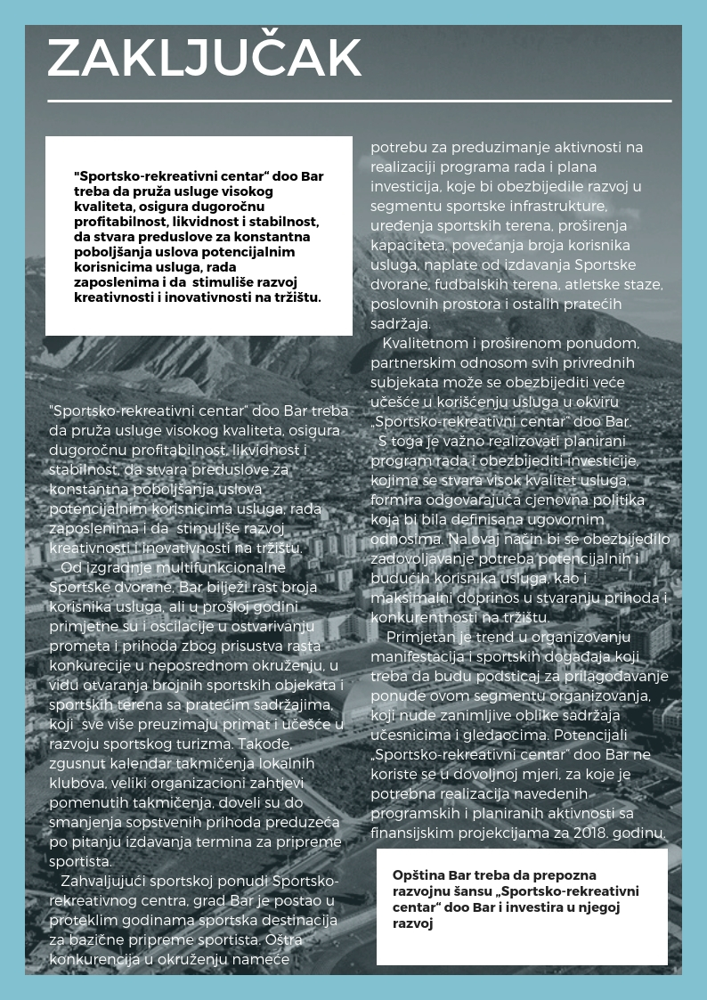 ZAKLJUČAK
"Sportsko-rekreativni centar“ doo Bar
treba da pruža usluge visokog
kvaliteta, osigura dugoročnu
profitabilnost, likvidnost i stabilnost,
da stvara preduslove za konstantna
poboljšanja uslova potencijalnim
korisnicima usluga, rada
zaposlenima i da  stimuliše razvoj
kreativnosti i inovativnosti na tržištu.
"Sportsko-rekreativni centar“ doo Bar treba
da pruža usluge visokog kvaliteta, osigura
dugoročnu profitabilnost, likvidnost i
stabilnost, da stvara preduslove za
konstantna poboljšanja uslova
potencijalnim korisnicima usluga, rada
zaposlenima i da  stimuliše razvoj
kreativnosti i inovativnosti na tržištu.
Od izgradnje multifunkcionalne
Sportske dvorane, Bar bilježi rast broja
korisnika usluga, ali u prošloj godini
primjetne su i oscilacije u ostvarivanju
prometa i prihoda zbog prisustva rasta
konkurecije u neposrednom okruženju, u
vidu otvaranja brojnih sportskih objekata i
sportskih terena sa pratećim sadržajima,
koji  sve više preuzimaju primat i učešće u
razvoju sportskog turizma. Takođe,
zgusnut kalendar takmičenja lokalnih
klubova, veliki organizacioni zahtjevi
pomenutih takmičenja, doveli su do
smanjenja sopstvenih prihoda preduzeća
po pitanju izdavanja termina za pripreme
sportista.
Zahvaljujući sportskoj ponudi Sportsko-
rekreativnog centra, grad Bar je postao u
proteklim godinama sportska destinacija
za bazične pripreme sportista. Oštra
konkurencija u okruženju nameće
potrebu za preduzimanje aktivnosti na
realizaciji programa rada i plana
investicija, koje bi obezbijedile razvoj u
segmentu sportske infrastrukture,
uređenja sportskih terena, proširenja
kapaciteta, povećanja broja korisnika
usluga, naplate od izdavanja Sportske
dvorane, fudbalskih terena, atletske staze,
poslovnih prostora i ostalih pratećih
sadržaja.
Kvalitetnom i proširenom ponudom,
partnerskim odnosom svih privrednih
subjekata može se obezbijediti veće
učešće u korišćenju usluga u okviru
„Sportsko-rekreativni centar“ doo Bar.
S toga je važno realizovati planirani
program rada i obezbijediti investicije,
kojima se stvara visok kvalitet usluga,
formira odgovarajuća cjenovna politika
koja bi bila definisana ugovornim
odnosima. Na ovaj način bi se obezbijedilo
zadovoljavanje potreba potencijalnih i
budućih korisnika usluga, kao i
maksimalni doprinos u stvaranju prihoda i
konkurentnosti na tržištu.
Primjetan je trend u organizovanju
manifestacija i sportskih događaja koji
treba da budu podsticaj za prilagođavanje
ponude ovom segmentu organizovanja,
koji nude zanimljive oblike sadržaja
učesnicima i gledaocima. Potencijali
„Sportsko-rekreativni centar“ doo Bar ne
koriste se u dovoljnoj mjeri, za koje je
potrebna realizacija navedenih
programskih i planiranih aktivnosti sa
finansijskim projekcijama za 2018. godinu.
Opština Bar treba da prepozna
razvojnu šansu „Sportsko-rekreativni
centar“ doo Bar i investira u njegoj
razvoj